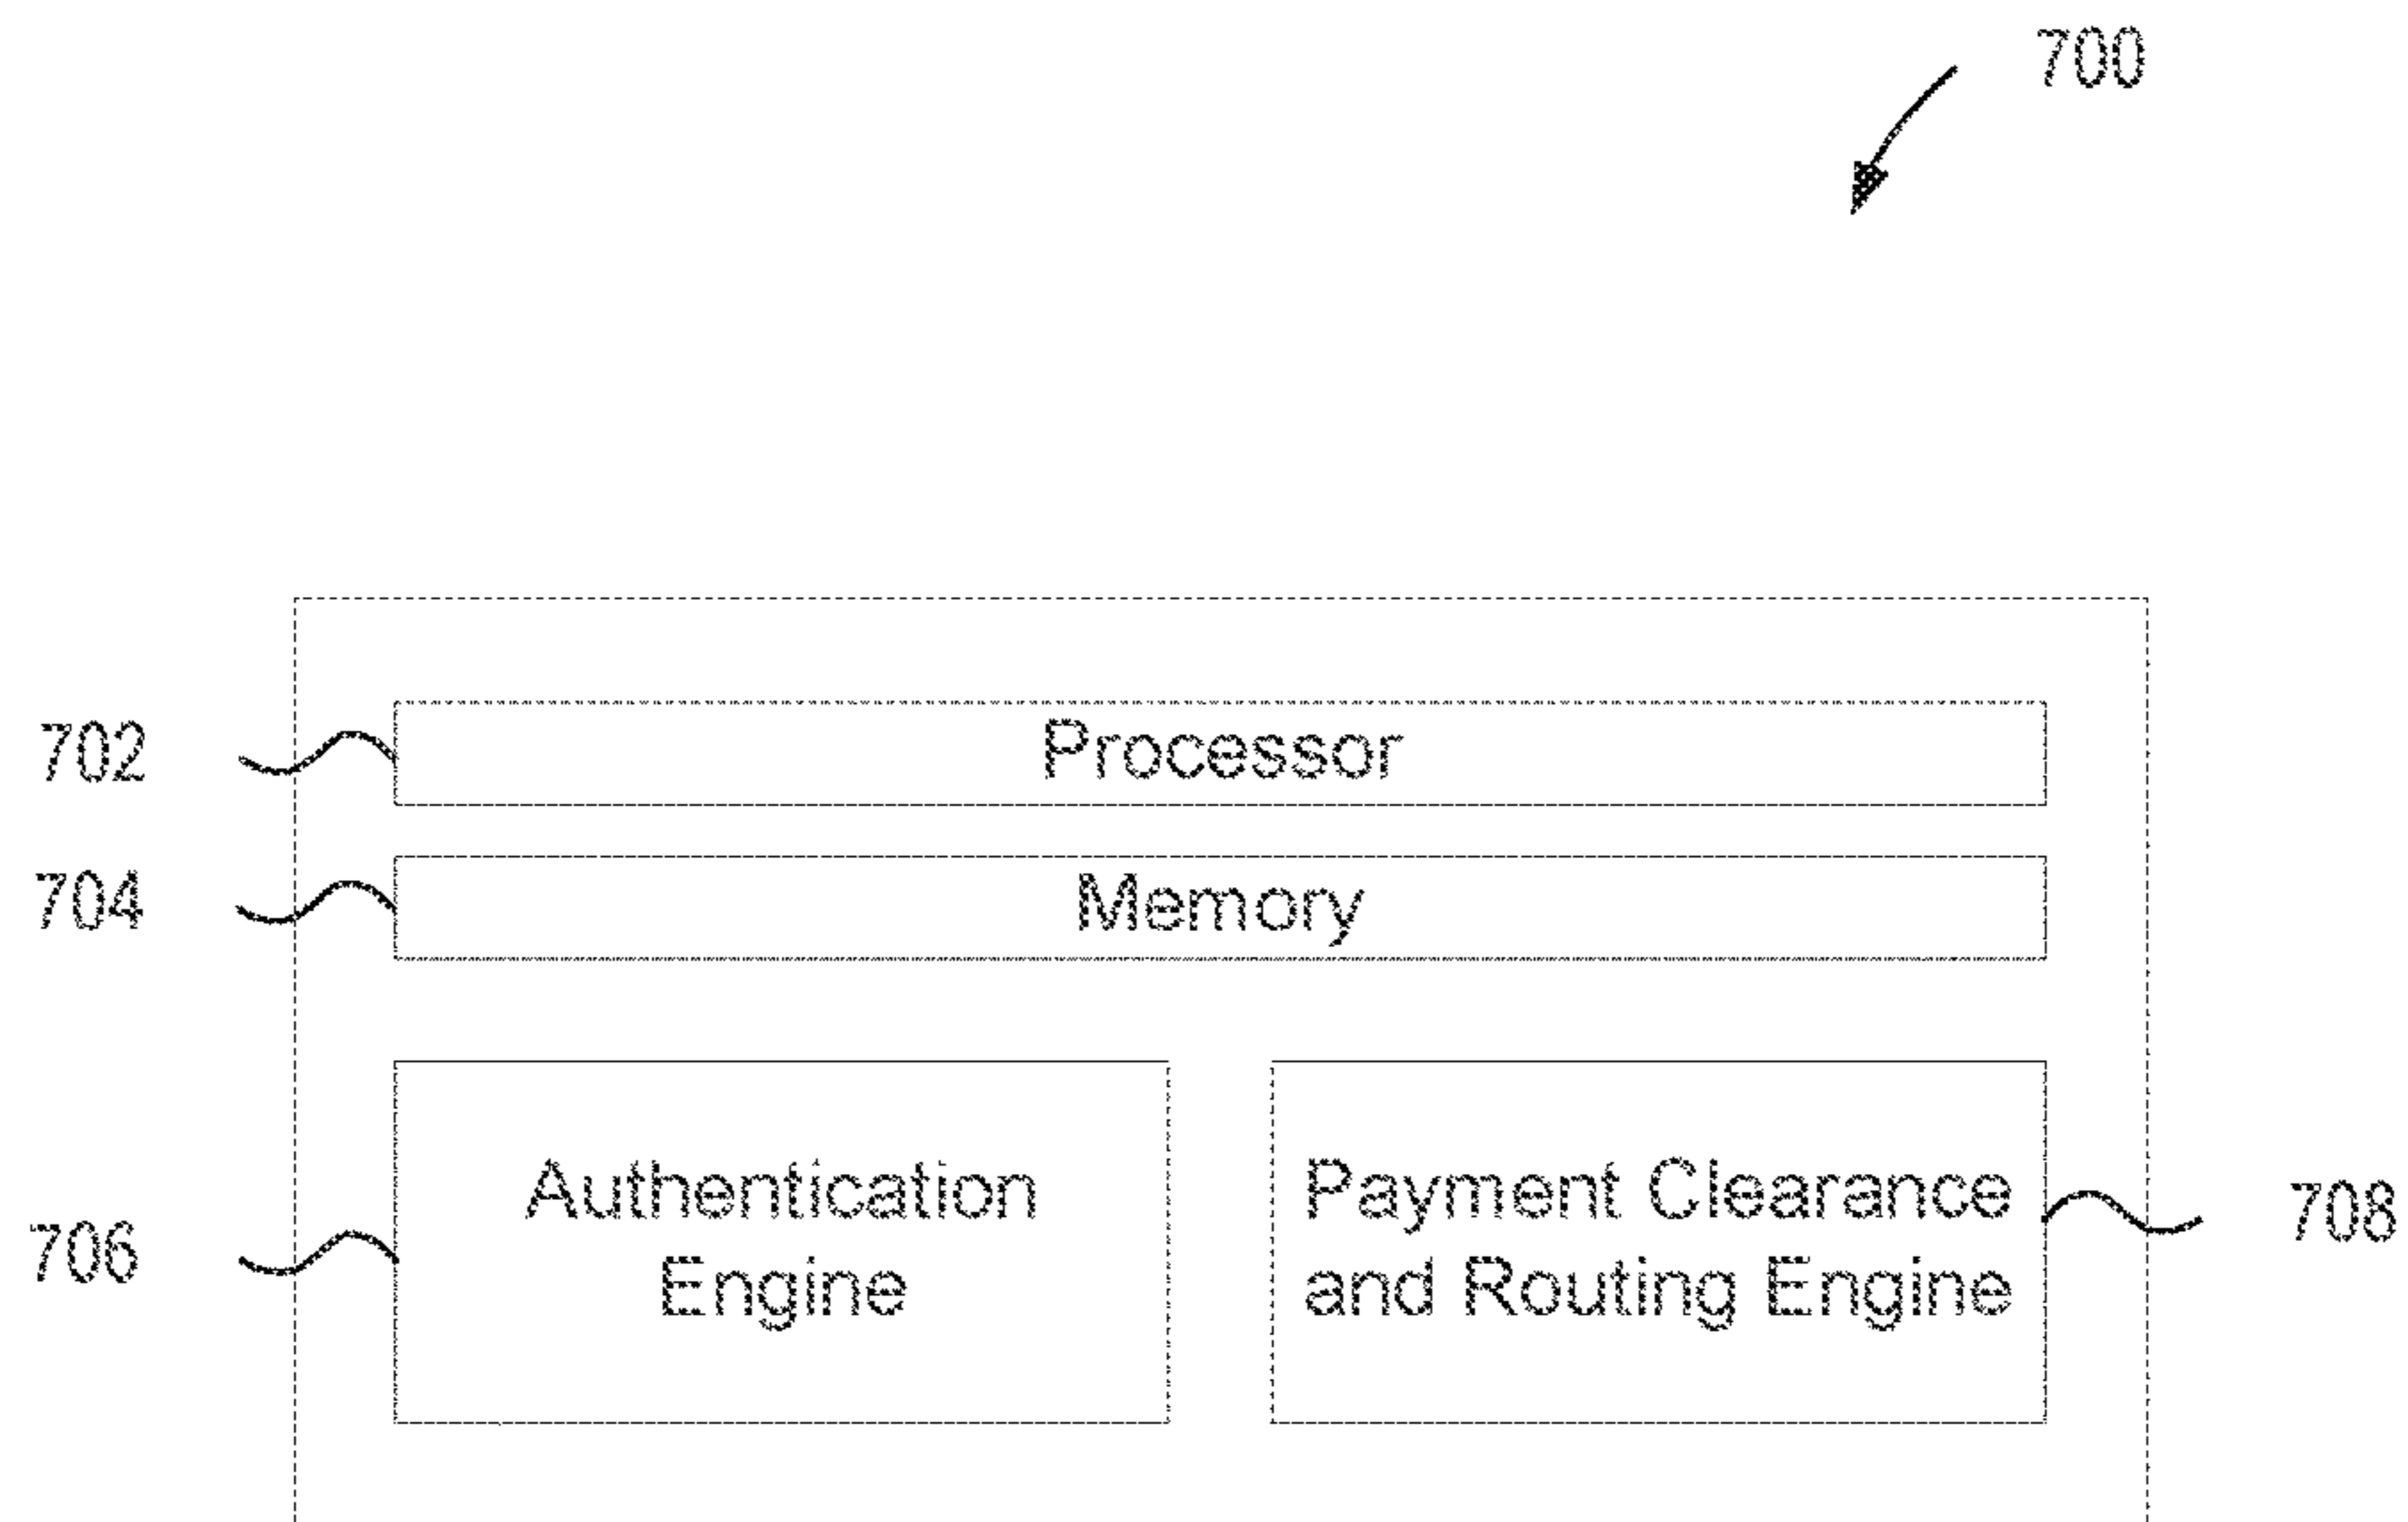 700
702
Processor
704
Memory
706
Authentication
Engine
Payment Clearance
and Routing Engine
708